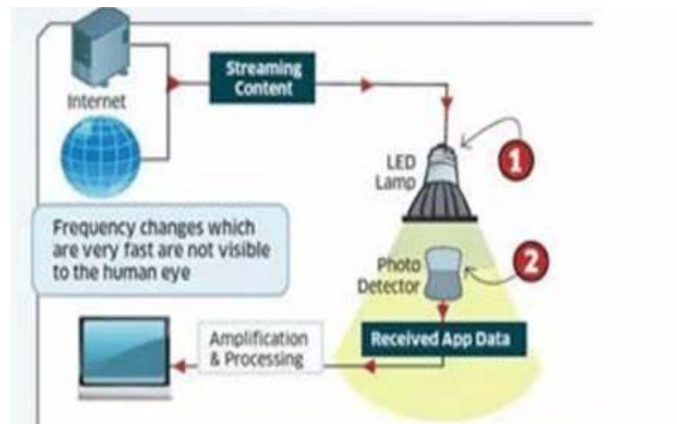 Internet
Streaming
Content
LED
Lamp
1
Frequency changes which
are very fast are not visible
to the human eye
Photo
Detector
2
Received App Data
Amplification
& Processing